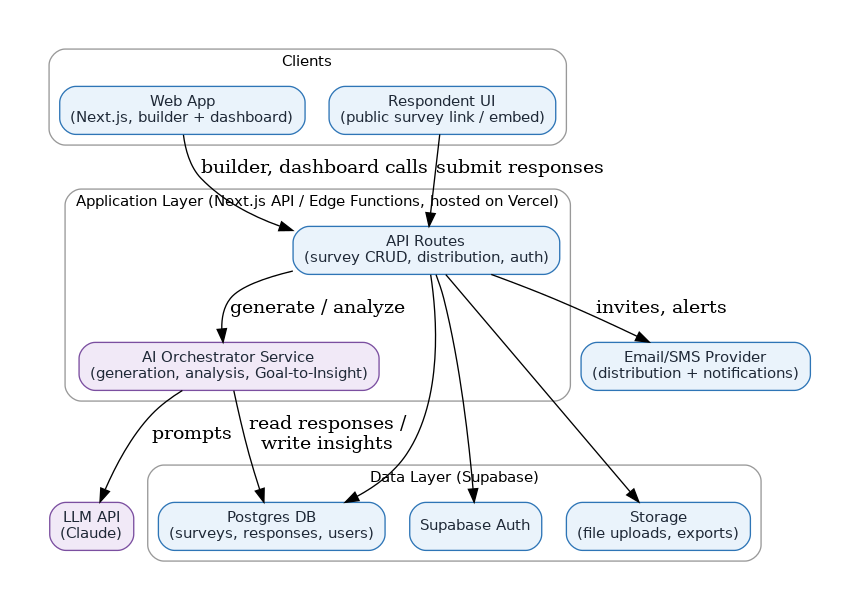 Clients
Web App
(Next.js, builder + dashboard)
Respondent UI
(public survey link / embed)
builder, dashboard calls
submit responses
Application Layer (Next.js API / Edge Functions, hosted on Vercel)
API Routes
(survey CRUD, distribution, auth)
generate / analyze
invites, alerts
AI Orchestrator Service
(generation, analysis, Goal-to-Insight)
Email/SMS Provider
(distribution + notifications)
prompts
read responses /
write insights
Data Layer (Supabase)
LLM API
(Claude)
Postgres DB
(surveys, responses, users)
Supabase Auth
Storage
(file uploads, exports)